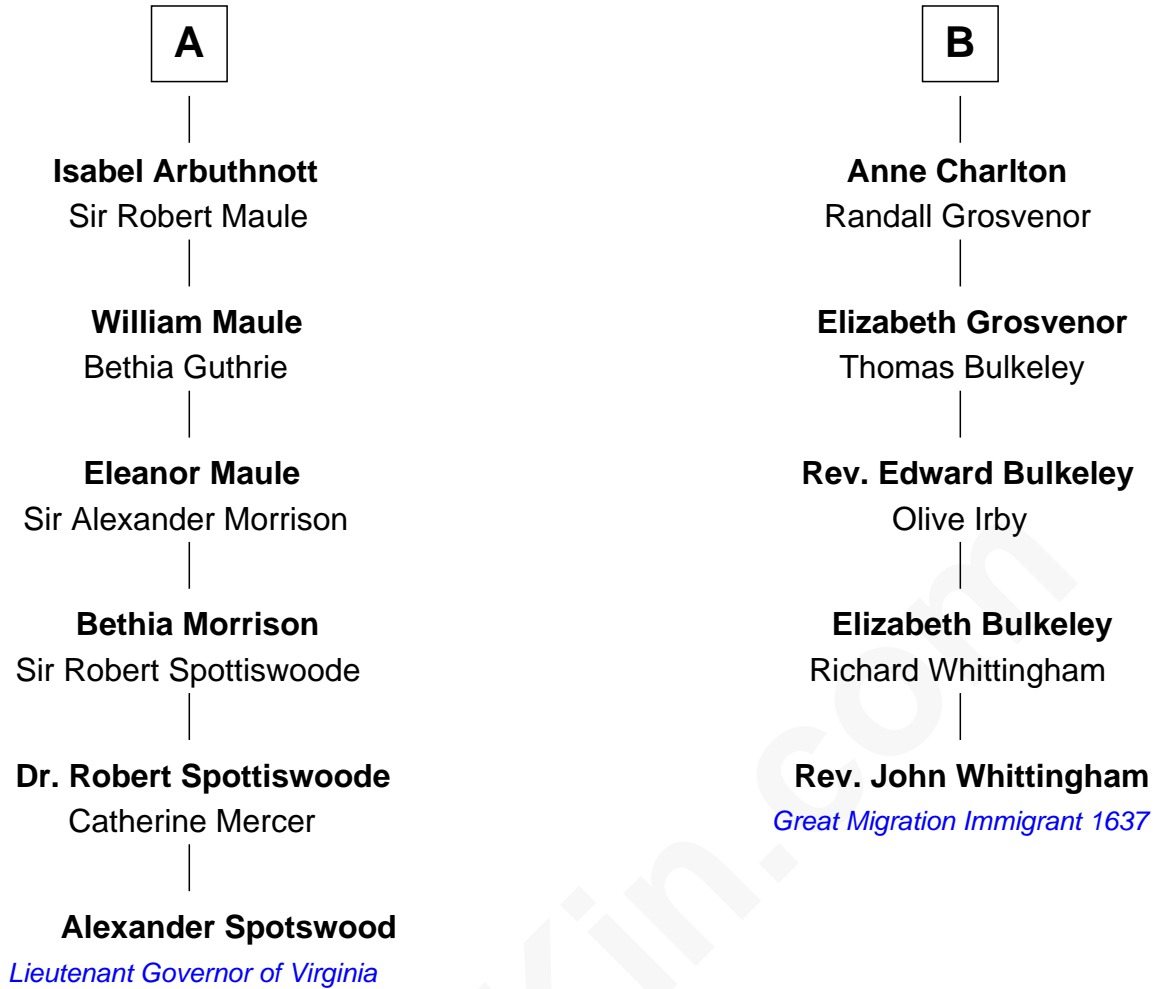 A
Isabel Arbuthnott
Sir Robert Maule
William Maule
Bethia Guthrie
Eleanor Maule
Sir Alexander Morrison
Bethia Morrison
Sir Robert Spottiswoode
Dr. Robert Spottiswoode
Catherine Mercer
Alexander Spotswood
Lieutenant Governor of Virginia
B
Anne Charlton
Randall Grosvenor
Elizabeth Grosvenor
Thomas Bulkeley
Rev. Edward Bulkeley
Olive Irby
Elizabeth Bulkeley
Richard Whittingham
Rev. John Whittingham
Great Migration Immigrant 1637
Kin.com